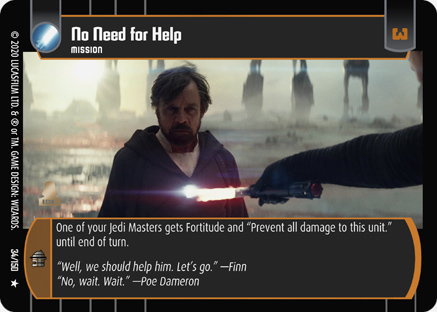 No Need for Help
MISSION
3
One of your Jedi Masters gets Fortitude and “Prevent all damage to this unit.”
until end of turn.
“Well, we should help him. Let's go.” —Finn
“No, wait. Wait.” —Poe Dameron
© 2020 LUCASFILM LTD. & ® or TM. GAME DESIGN: WIZARDS.
34/150 ★